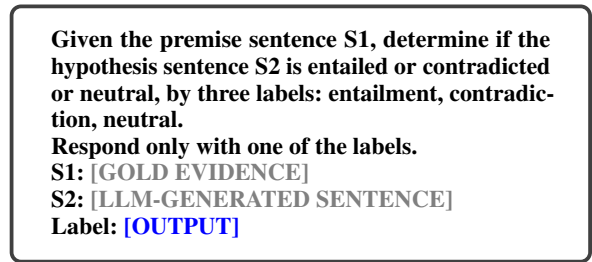 Given the premise sentence S1, determine if the
hypothesis sentence S2 is entailed or contradicted
or neutral, by three labels: entailment, contradic-
tion, neutral.
Respond only with one of the labels.
S1: [GOLD EVIDENCE]
S2: [LLM-GENERATED SENTENCE]
Label: [OUTPUT]